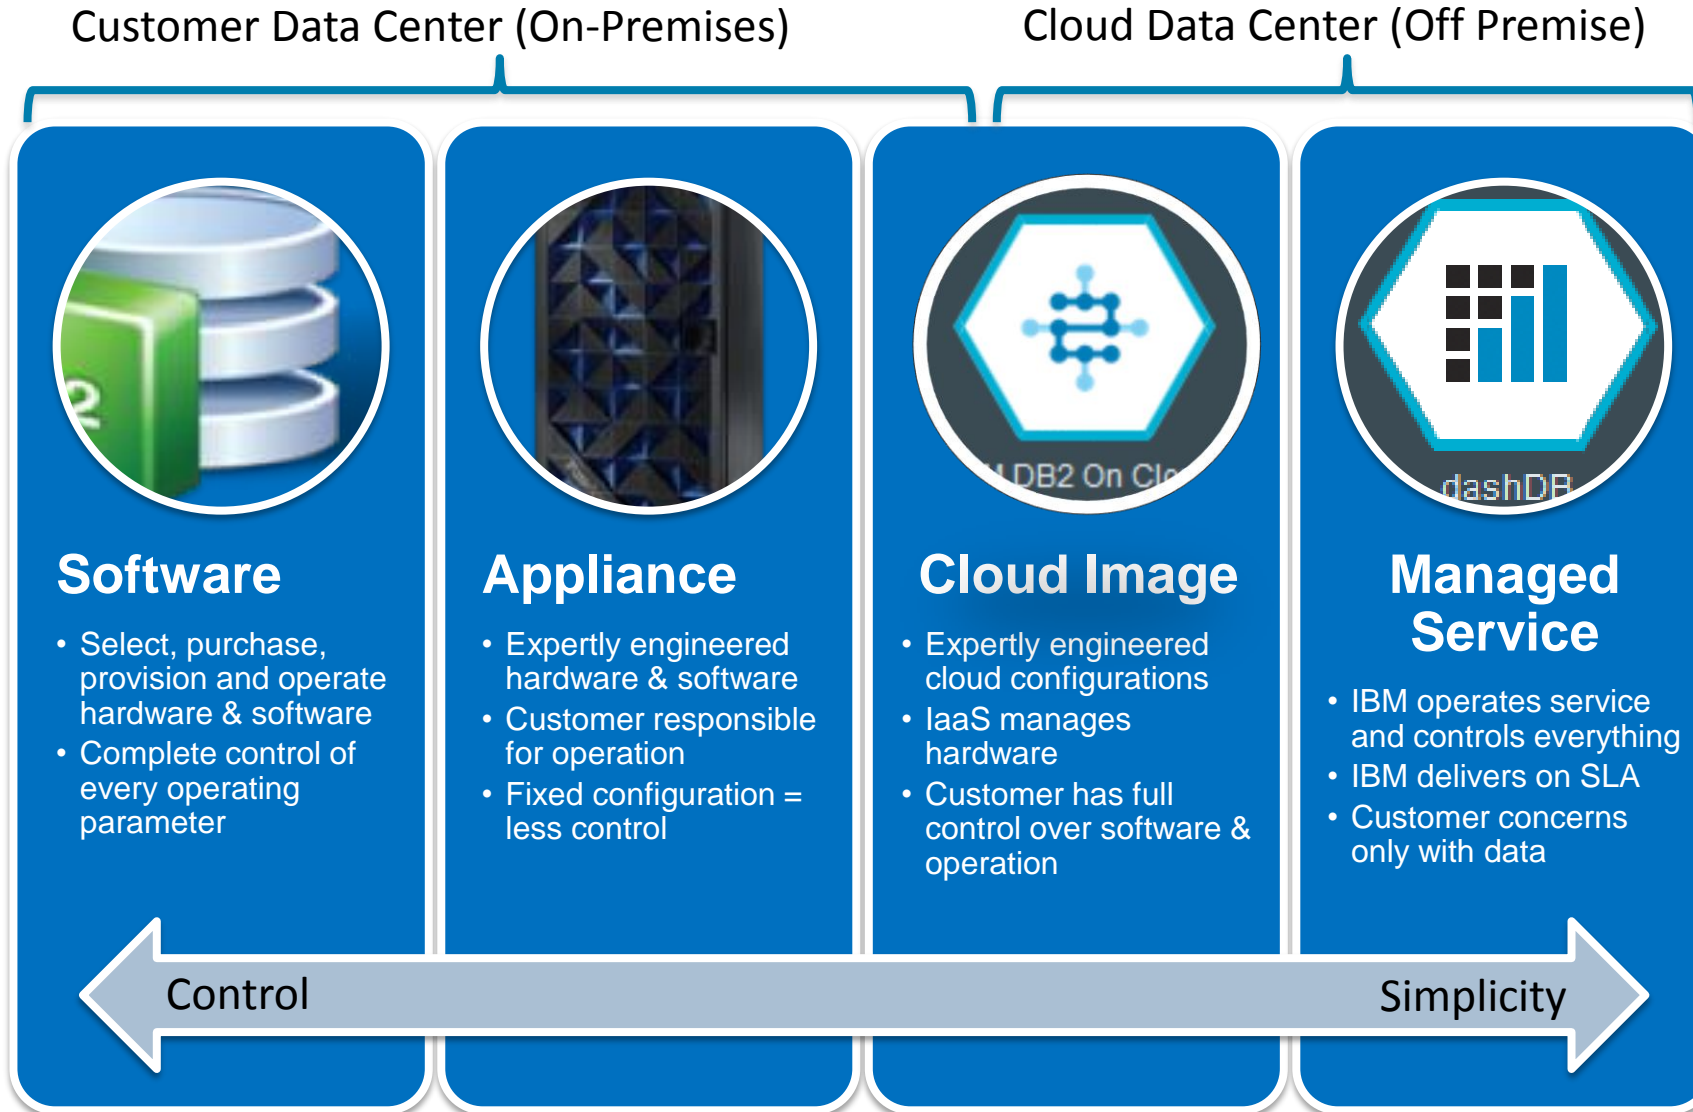 Customer Data Center (On-Premises)
Cloud Data Center (Off Premise)
2
DB2 On Clo
dashDB
Software
• Select, purchase,
provision and operate
hardware & software
• Complete control of
every operating
parameter
Appliance
• Expertly engineered
hardware & software
• Customer responsible
for operation
• Fixed configuration =
less control
Cloud Image
• Expertly engineered
cloud configurations
• IaaS manages
hardware
• Customer has full
control over software &
operation
Managed
Service
• IBM operates service
and controls everything
• IBM delivers on SLA
• Customer concerns
only with data
Control
Simplicity